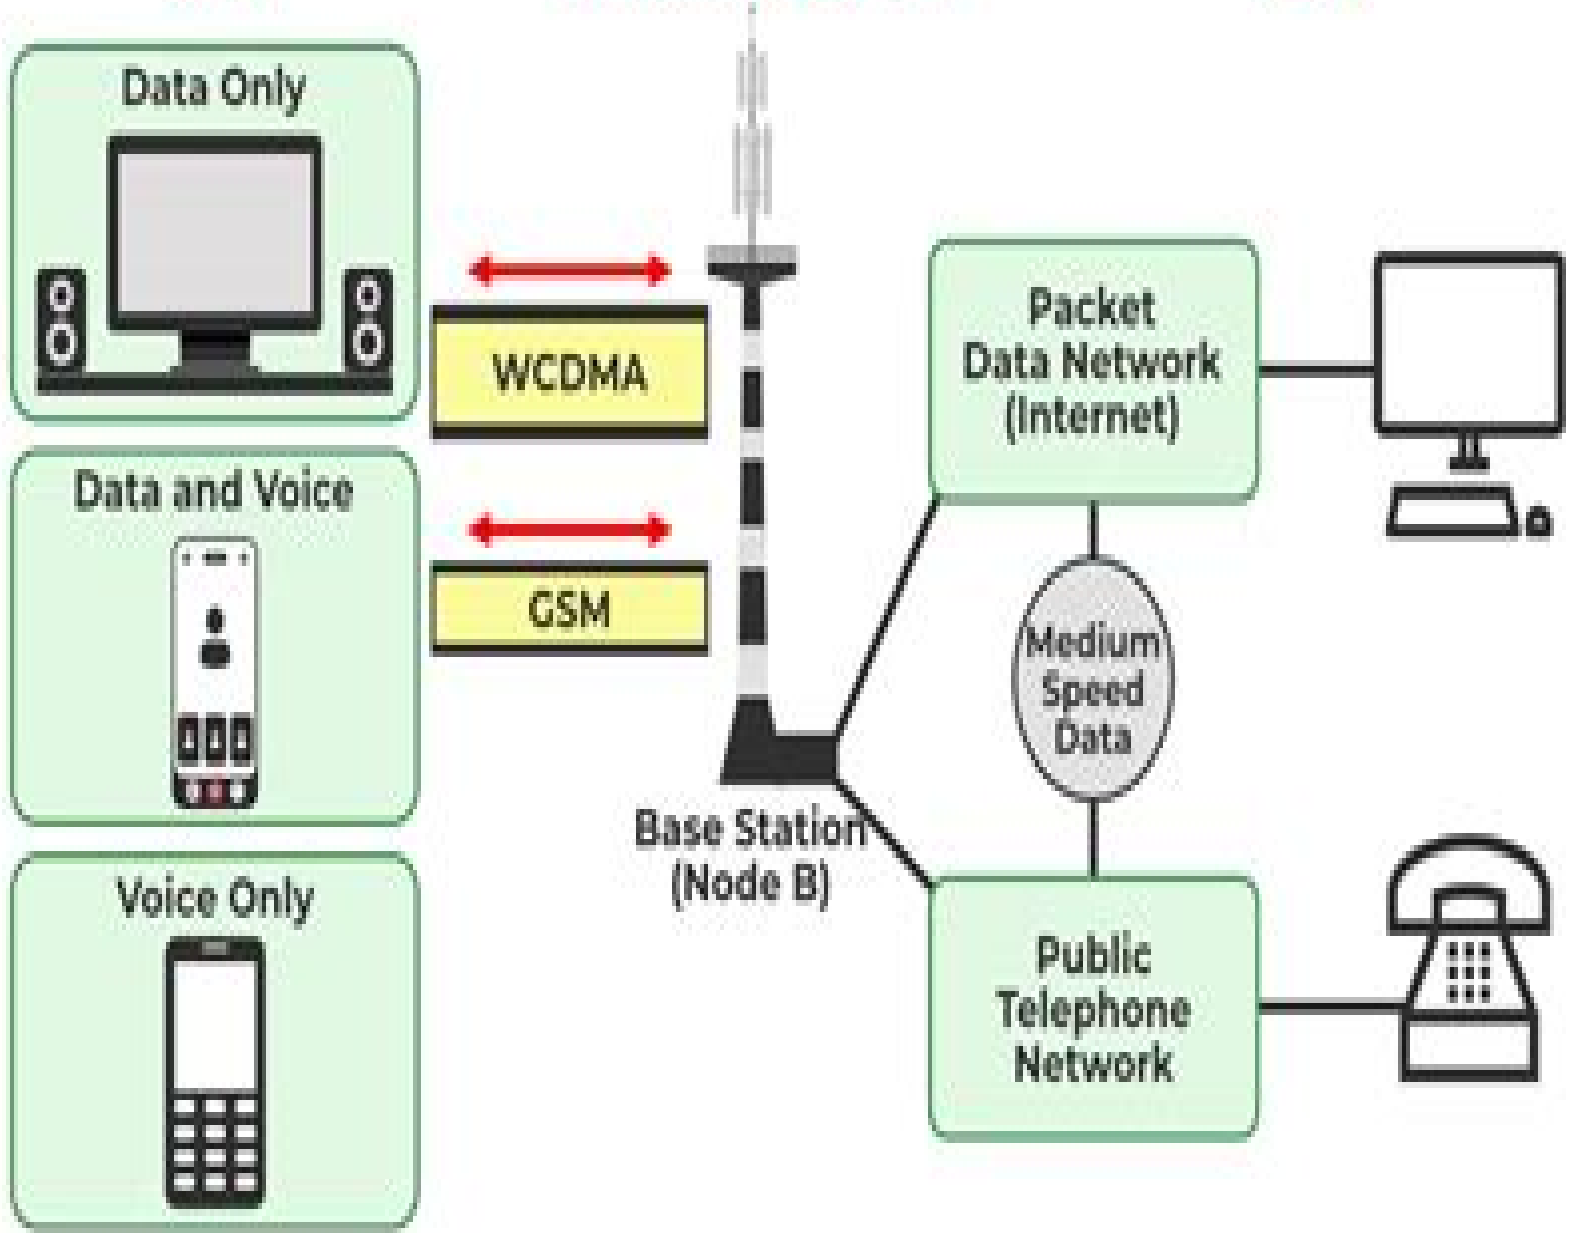 Data Only
WCDMA
Data and Voice
GSM
Voice Only
Base Station
(Node B)
Packet
Data Network
(Internet)
Medium
Speed
Data
Public
Telephone
Network